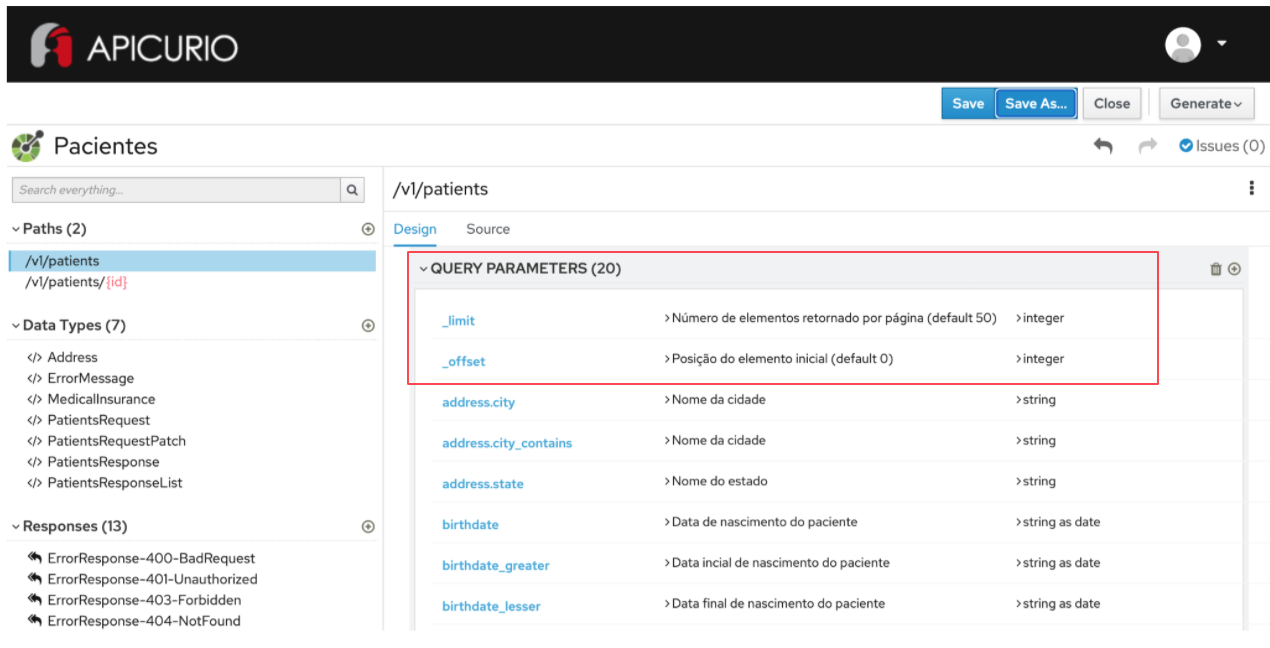 APICURIO
Save Save As... Close Generate
Pacientes
Issues (0)
Search everything...
Paths (2)
/v1/patients
/v1/patients/{id}
Data Types (7)
</> Address
</> ErrorMessage
</> MedicalInsurance
</> PatientsRequest
</> PatientsRequestPatch
</> PatientsResponse
</> PatientsResponseList
Responses (13)
ErrorResponse-400-BadRequest
ErrorResponse-401-Unauthorized
ErrorResponse-403-Forbidden
ErrorResponse-404-NotFound
/v1/patients
Design Source
QUERY PARAMETERS (20)
_limit >Número de elementos retornado por página (default 50) >integer
_offset >Posição do elemento inicial (default 0) >integer
address.city >Nome da cidade >string
address.city_contains >Nome da cidade >string
address.state >Nome do estado >string
birthdate >Data de nascimento do paciente >string as date
birthdate_greater >Data incial de nascimento do paciente >string as date
birthdate_lesser >Data final de nascimento do paciente >string as date